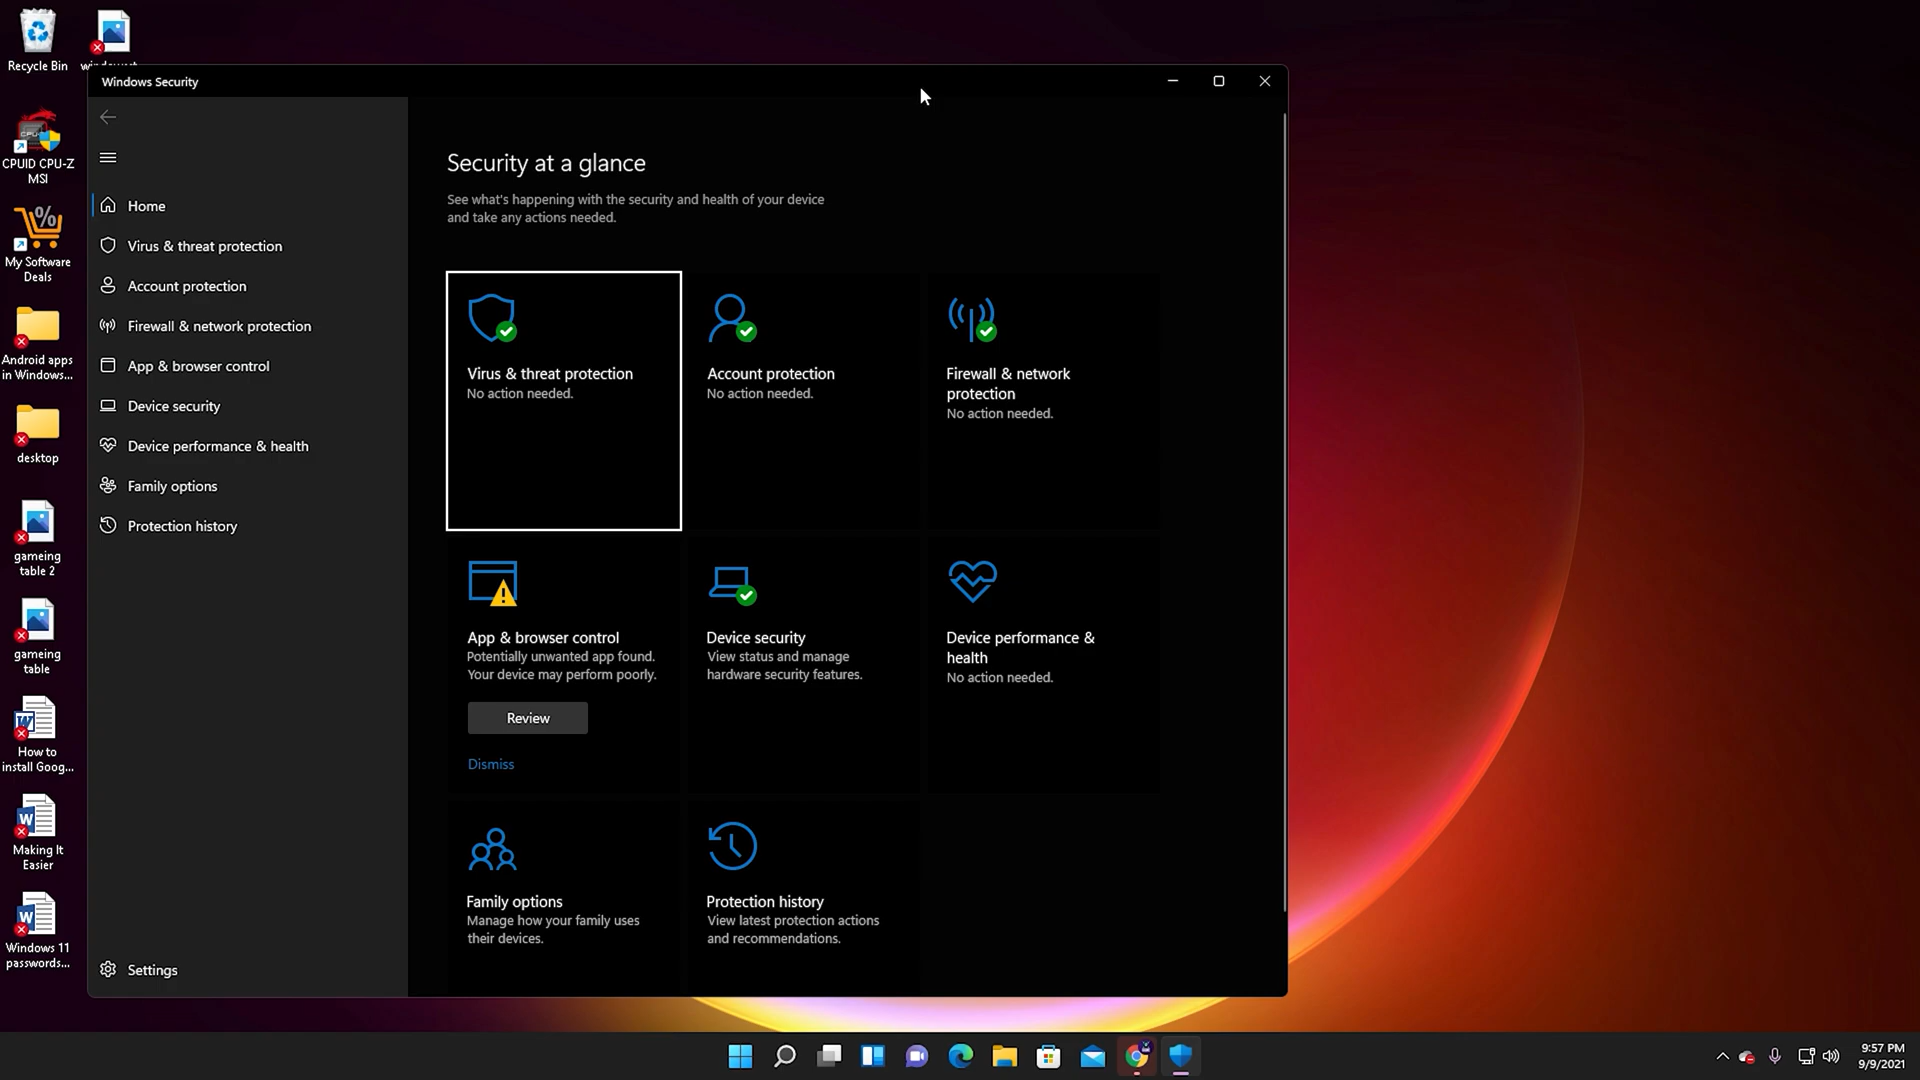 Recycle Bin
CPUID CPU-Z
MSI
My Software
Deals
Android apps
in Windows...
desktop
gameing
table 2
gameing
table
How to
install Goog...
Making It
Easier
Windows 11
passwords...
Windows Security
Home
Virus & threat protection
Account protection
Firewall & network protection
App & browser control
Device security
Device performance & health
Family options
Protection history
Settings
Security at a glance
See what's happening with the security and health of your device
and take any actions needed.
Virus & threat protection
No action needed.
Account protection
No action needed.
Firewall & network
protection
No action needed.
App & browser control
Potentially unwanted app found.
Your device may perform poorly.
Review
Dismiss
Device security
View status and manage
hardware security features.
Device performance &
health
No action needed.
Family options
Manage how your family uses
their devices.
Protection history
View latest protection actions
and recommendations.
9:57 PM
9/9/2021